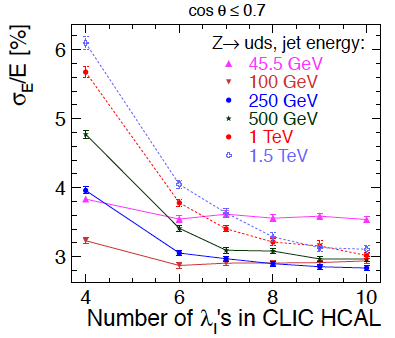 cos θ ≤ 0.7
σE/E [%]
Z→ uds, jet energy:
45.5 GeV
100 GeV
250 GeV
500 GeV
1 TeV
1.5 TeV
6
5
4
3
4 6 8 10
Number of λI's in CLIC HCAL